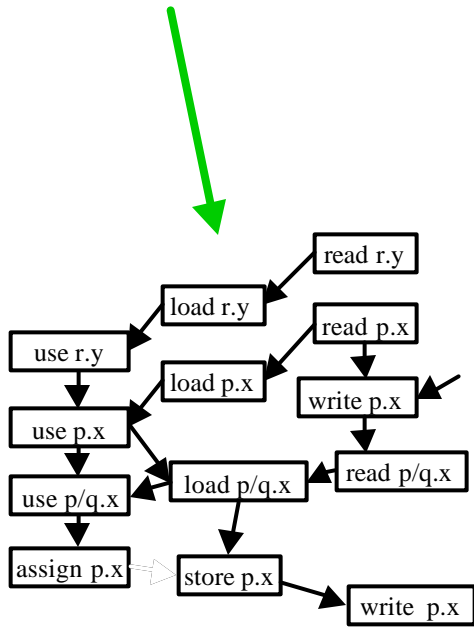 read r.y
load r.y
read p.x
use r.y
load p.x
write p.x
use p.x
read p/q.x
load p/q.x
use p/q.x
assign p.x
store p.x
write p.x